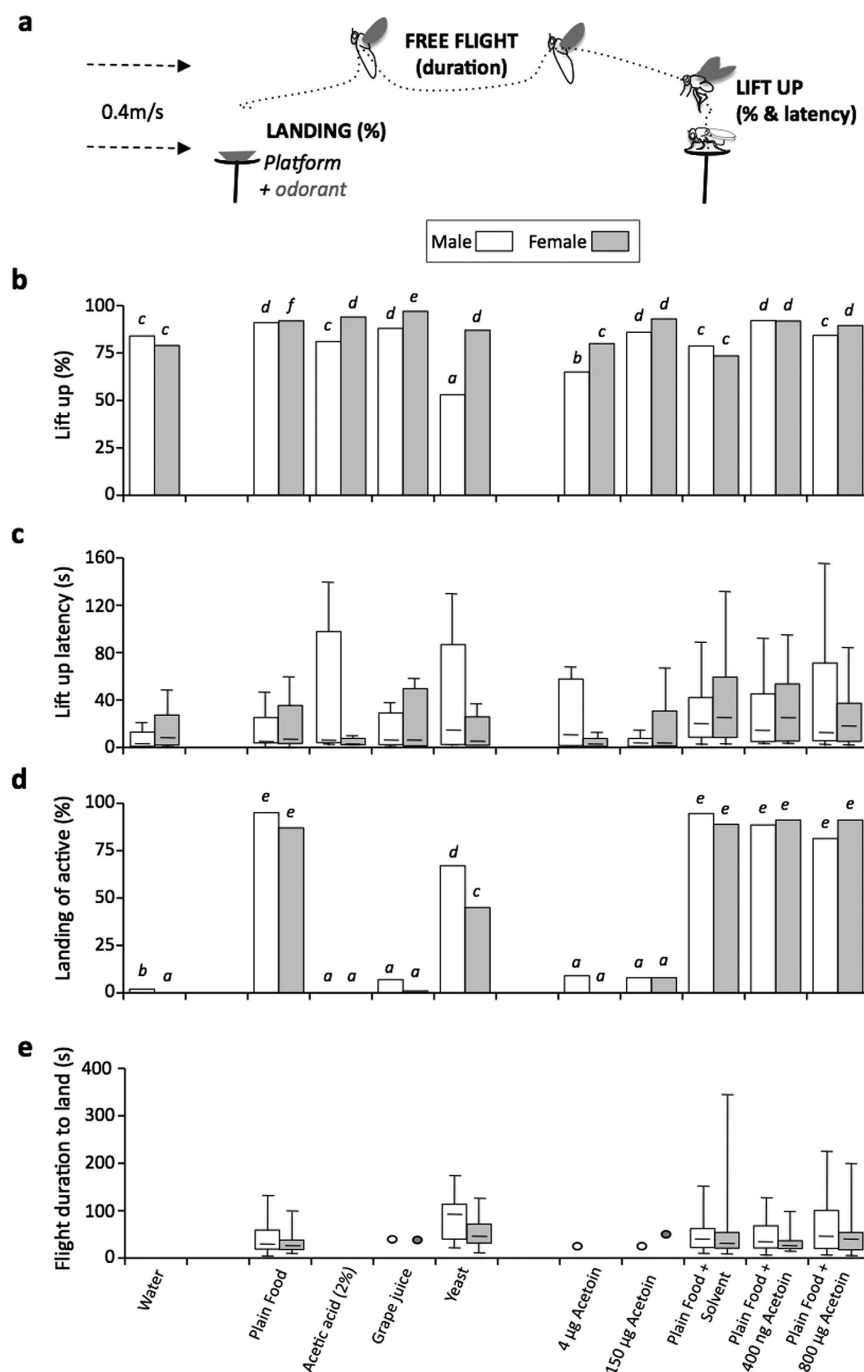 a
FREE FLIGHT
(duration)
0.4m/s
LANDING (%)
Platform
+ odorant
LIFT UP
(% & latency)
Male
Female
b
Lift up (%)
100
75
50
25
0
c
c
d
f
c
d
d
e
a
d
b
c
d
d
c
c
d
d
c
d
c
Lift up latency (s)
160
120
80
40
0
d
Landing of active (%)
100
75
50
25
0
b
a
e
e
a
a
a
a
d
c
a
a
a
a
e
e
e
e
e
e
e
Flight duration to land (s)
400
300
200
100
0
Water
Plain Food
Acetic acid (2%)
Grape juice
Yeast
4 µg Acetoin
150 µg Acetoin
Plain Food +
Solvent
Plain Food +
400 ng Acetoin
Plain Food +
800 µg Acetoin